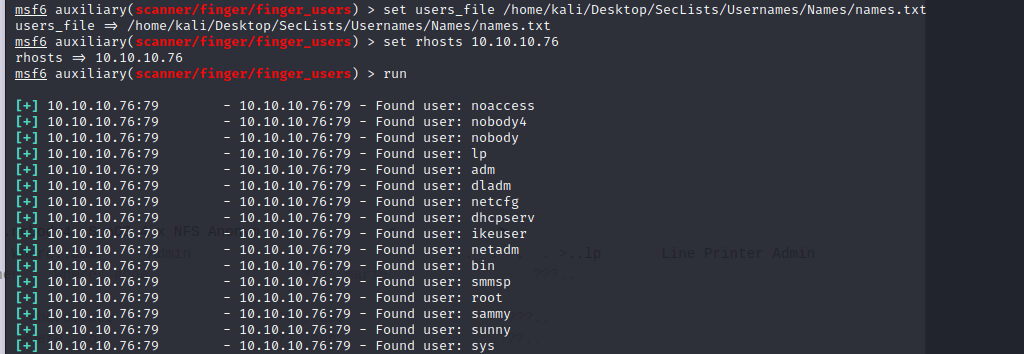 msf6 auxiliary(scanner/finger/finger_users) > set users_file /home/kali/Desktop/SecLists/Usernames/Names/names.txt
users_file => /home/kali/Desktop/SecLists/Usernames/Names/names.txt
msf6 auxiliary(scanner/finger/finger_users) > set rhosts 10.10.10.76
rhosts => 10.10.10.76
msf6 auxiliary(scanner/finger/finger_users) > run
[+] 10.10.10.76:79 - 10.10.10.76:79 - Found user: noaccess
[+] 10.10.10.76:79 - 10.10.10.76:79 - Found user: nobody4
[+] 10.10.10.76:79 - 10.10.10.76:79 - Found user: nobody
[+] 10.10.10.76:79 - 10.10.10.76:79 - Found user: lp
[+] 10.10.10.76:79 - 10.10.10.76:79 - Found user: adm
[+] 10.10.10.76:79 - 10.10.10.76:79 - Found user: dladm
[+] 10.10.10.76:79 - 10.10.10.76:79 - Found user: netcfg
[+] 10.10.10.76:79 - 10.10.10.76:79 - Found user: dhcpserv
[+] 10.10.10.76:79 - 10.10.10.76:79 - Found user: ikeuser
[+] 10.10.10.76:79 - 10.10.10.76:79 - Found user: netadm
lp Line Printer Admin
[+] 10.10.10.76:79 - 10.10.10.76:79 - Found user: bin
[+] 10.10.10.76:79 - 10.10.10.76:79 - Found user: smmsp
[+] 10.10.10.76:79 - 10.10.10.76:79 - Found user: root
[+] 10.10.10.76:79 - 10.10.10.76:79 - Found user: sammy
[+] 10.10.10.76:79 - 10.10.10.76:79 - Found user: sunny
[+] 10.10.10.76:79 - 10.10.10.76:79 - Found user: sys